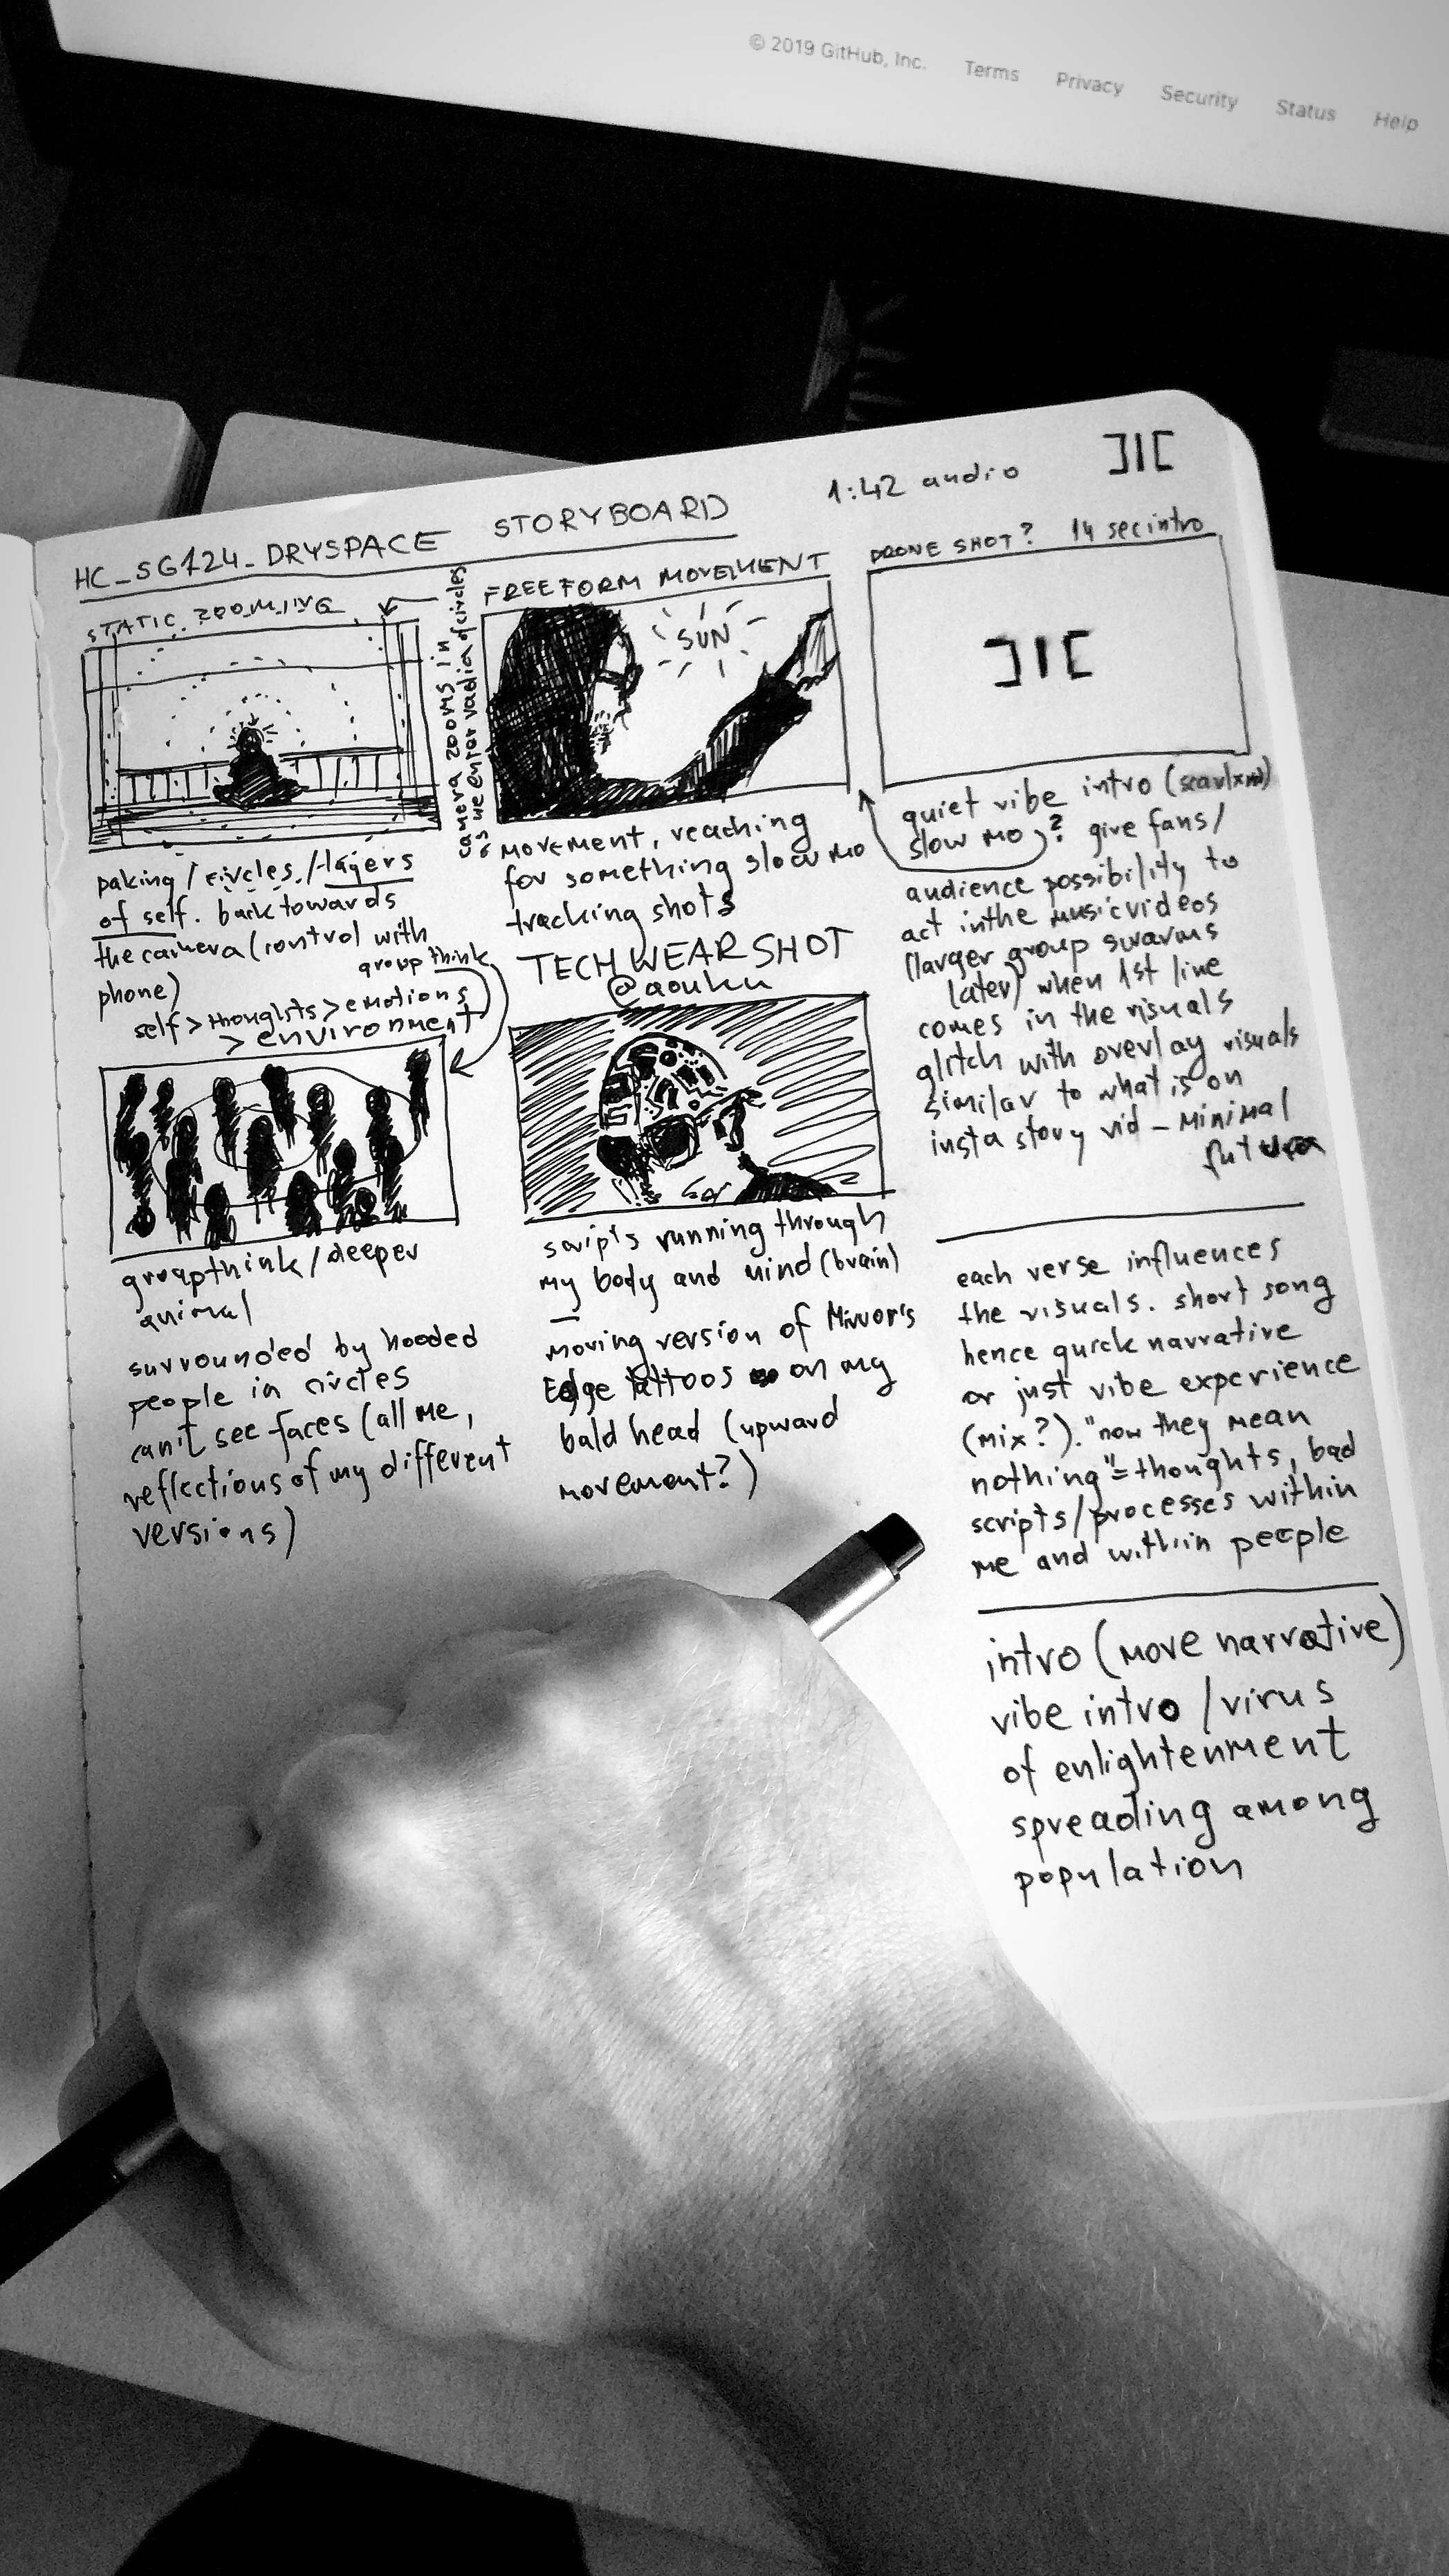 © 2019 GitHub, Inc. Terms Privacy Security Status Help
HC_SG124_DRYSPACE STORYBOARD
1:42 audio
STATIC ZOOMING
camera zooms in
as we enter radia of circles
paking / circles / layers
of self. back towards
the camera (control with
phone)
group think
self > thoughts > emotions
> environment
groupthink / deeper
animal
surrounded by hooded
people in circles
can't see faces (all me,
reflections of my different
versions)
FREEFORM MOVEMENT
SUN
movement, reaching
for something slow mo
tracking shots
TECH WEAR SHOT
@aouku
scripts running through
my body and mind (brain)
moving version of Mirror's
Edge tattoos on my
bald head (upward
movement?)
DRONE SHOT? 14 sec intro
quiet vibe intro
slow mo)? give fans/
audience possibility to
act in the music videos
(larger group swarms
later) when 1st line
comes in the visuals
glitch with overlay visuals
similar to what is on
insta story vid - minimal
futura
each verse influences
the visuals. short song
hence quick narrative
or just vibe experience
(mix?). "now they mean
nothing" = thoughts, bad
scripts/processes within
me and within people
intro (more narrative)
vibe intro / virus
of enlightenment
spreading among
population